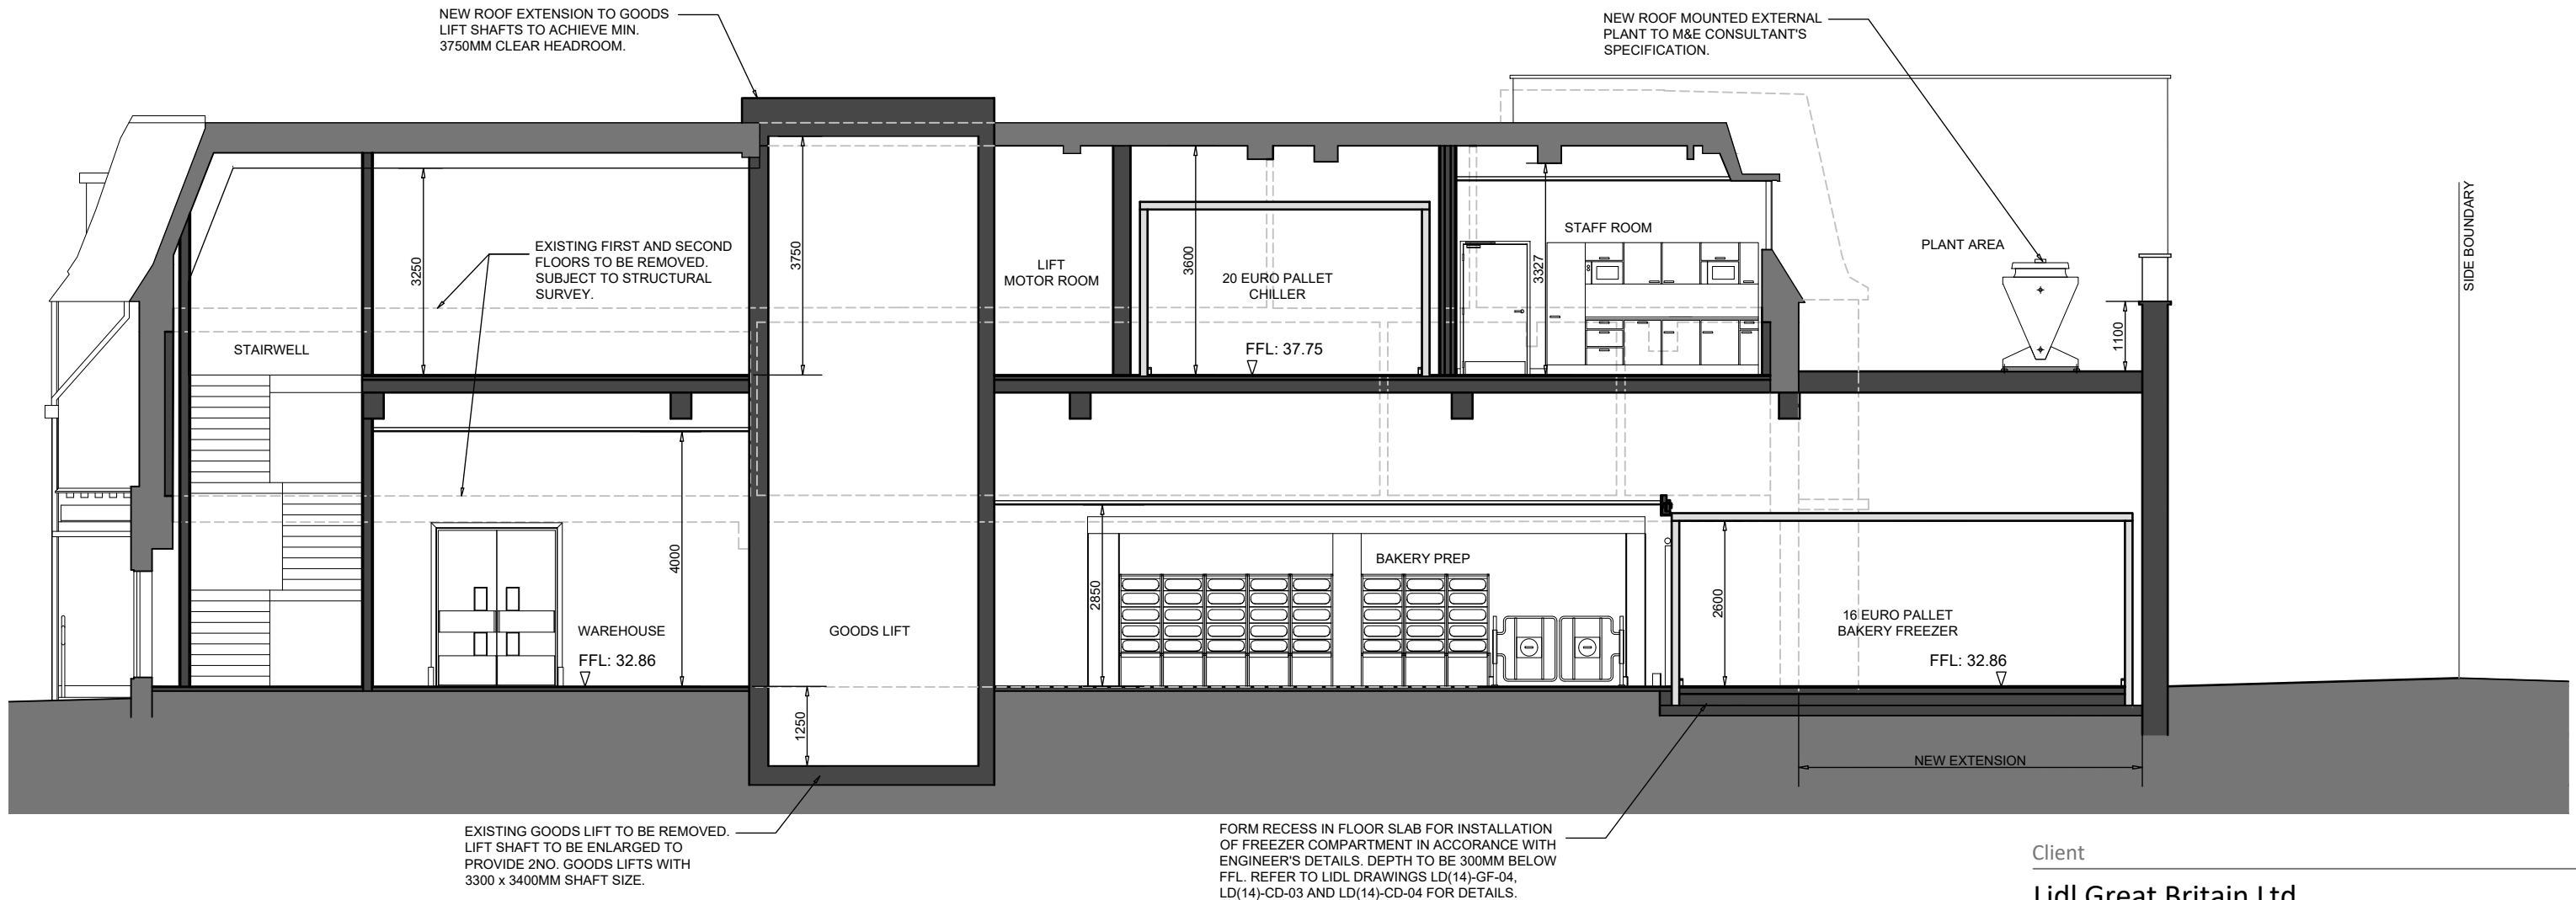 NEW ROOF EXTENSION TO GOODS
LIFT SHAFTS TO ACHIEVE MIN.
3750MM CLEAR HEADROOM.
NEW ROOF MOUNTED EXTERNAL
PLANT TO M&E CONSULTANT'S
SPECIFICATION.
EXISTING FIRST AND SECOND
FLOORS TO BE REMOVED.
SUBJECT TO STRUCTURAL
SURVEY.
3250
3750
LIFT
MOTOR ROOM
3600
20 EURO PALLET
CHILLER
FFL: 37.75
3327
STAFF ROOM
PLANT AREA
1100
SIDE BOUNDARY
STAIRWELL
4000
WAREHOUSE
FFL: 32.86
GOODS LIFT
1250
2850
BAKERY PREP
2600
16 EURO PALLET
BAKERY FREEZER
FFL: 32.86
NEW EXTENSION
EXISTING GOODS LIFT TO BE REMOVED.
LIFT SHAFT TO BE ENLARGED TO
PROVIDE 2NO. GOODS LIFTS WITH
3300 x 3400MM SHAFT SIZE.
FORM RECESS IN FLOOR SLAB FOR INSTALLATION
OF FREEZER COMPARTMENT IN ACCORANCE WITH
ENGINEER'S DETAILS. DEPTH TO BE 300MM BELOW
FFL. REFER TO LIDL DRAWINGS LD(14)-GF-04,
LD(14)-CD-03 AND LD(14)-CD-04 FOR DETAILS.
Client
Lidl Great Britain Ltd